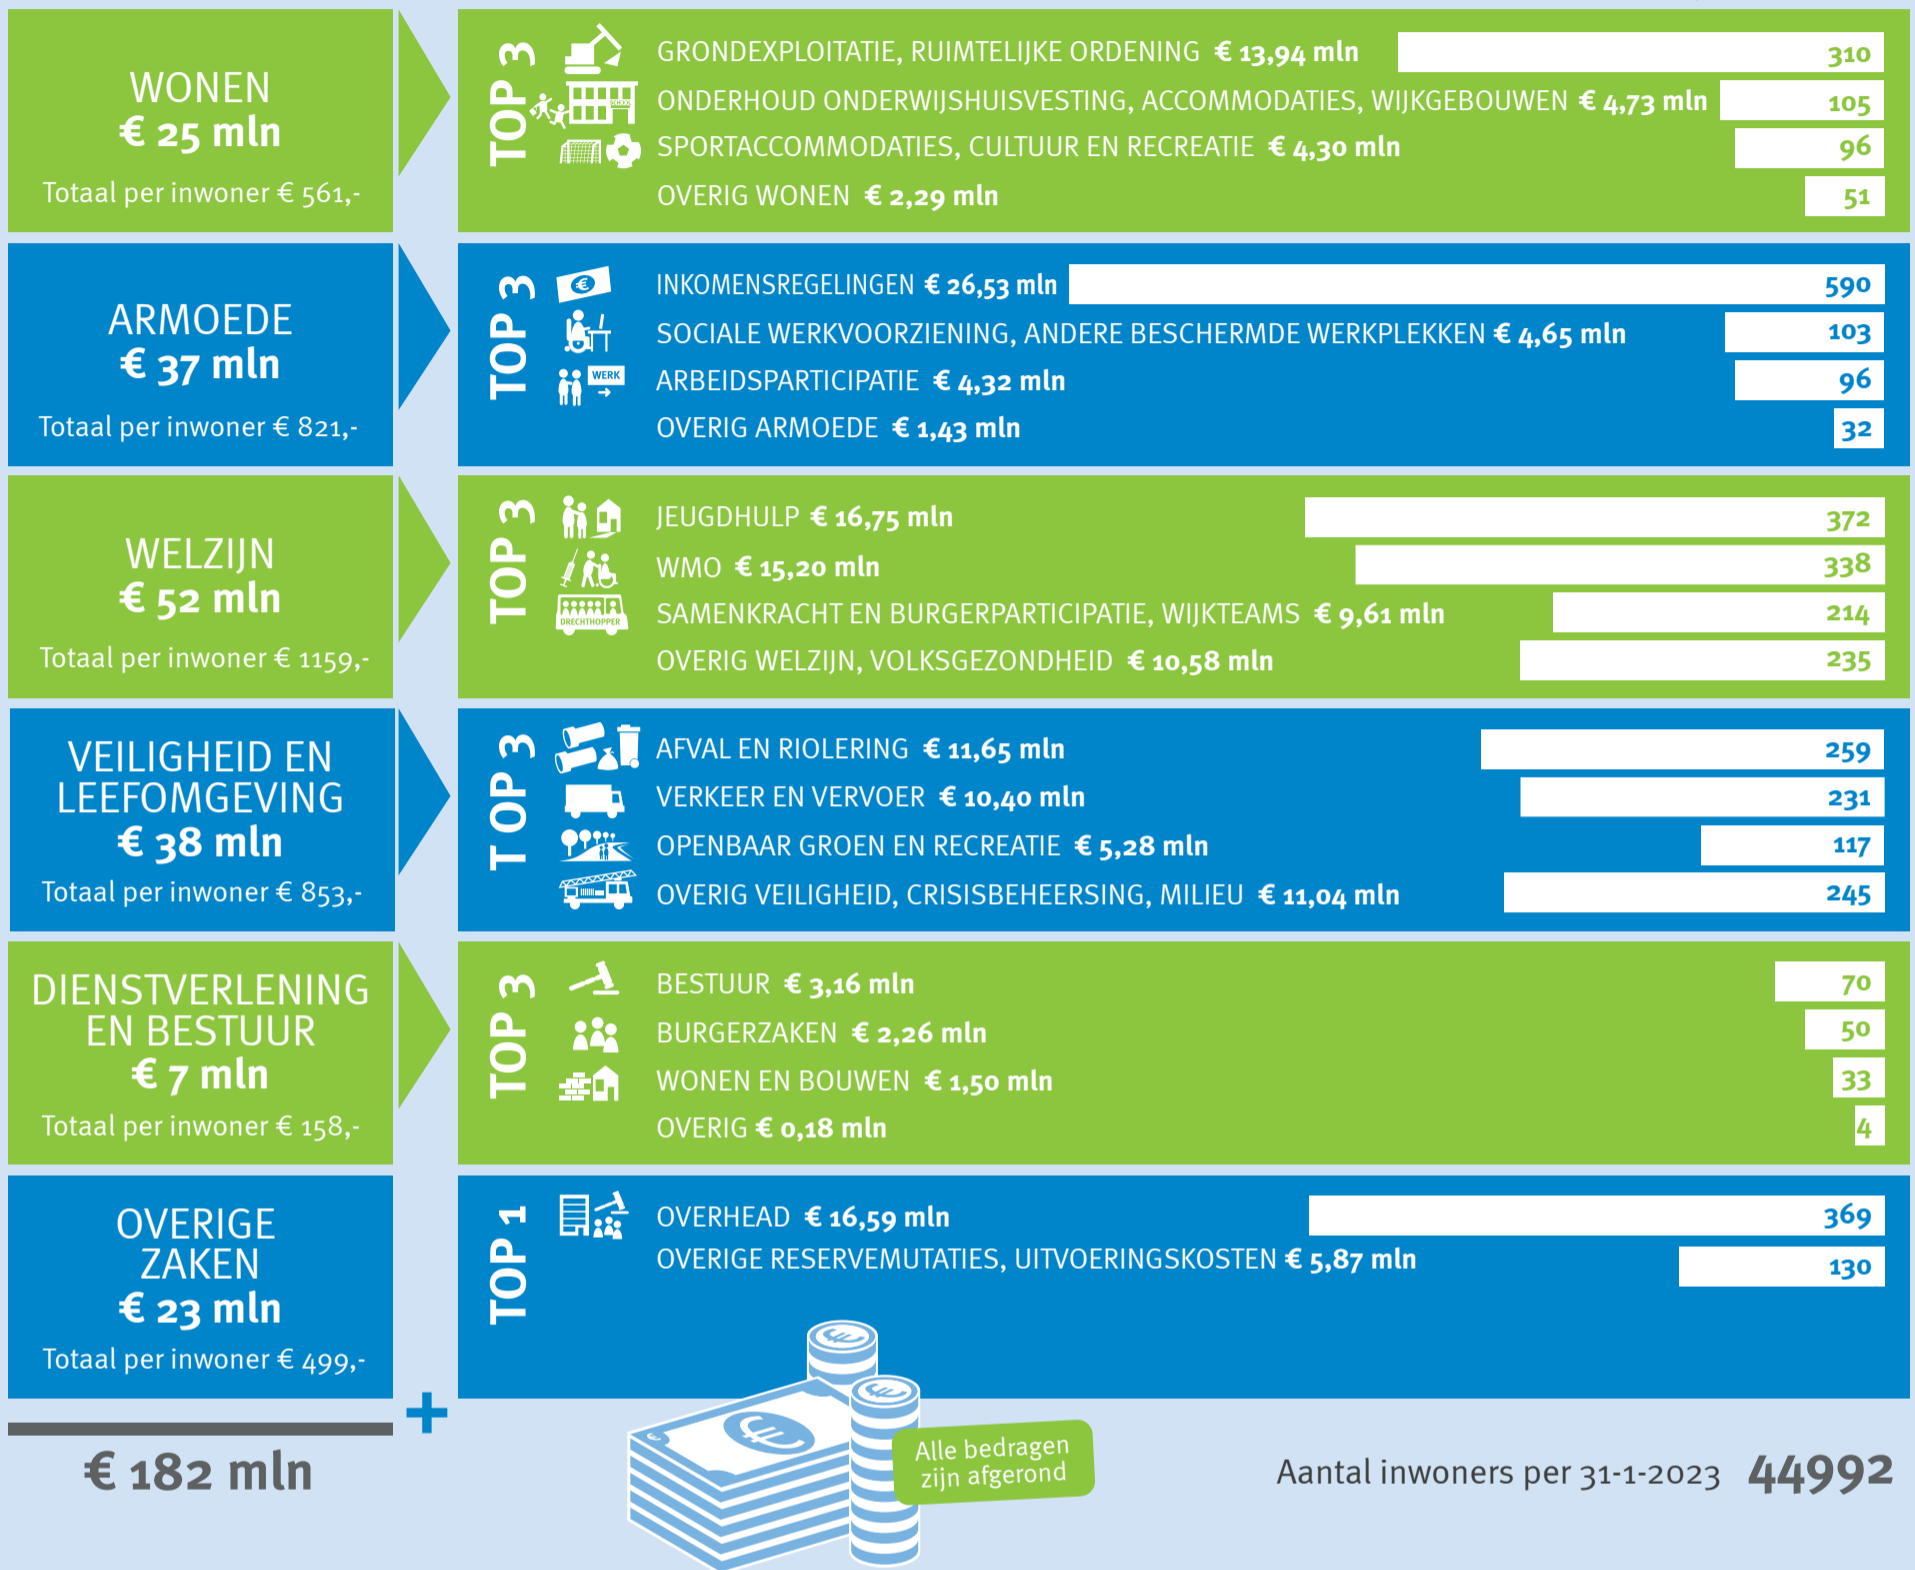 WONEN
€ 25 mln
Totaal per inwoner € 561,-
TOP 3
GRONDEXPLOITATIE, RUIMTELIJKE ORDENING € 13,94 mln 310
SCHOOL
ONDERHOUD ONDERWIJSHUISVESTING, ACCOMMODATIES, WIJKGEBOUWEN € 4,73 mln 105
SPORTACCOMMODATIES, CULTUUR EN RECREATIE € 4,30 mln 96
OVERIG WONEN € 2,29 mln 51
ARMOEDE
€ 37 mln
Totaal per inwoner € 821,-
TOP 3
€
INKOMENSREGELINGEN € 26,53 mln 590
SOCIALE WERKVOORZIENING, ANDERE BESCHERMDE WERKPLEKKEN € 4,65 mln 103
WERK
ARBEIDSPARTICIPATIE € 4,32 mln 96
OVERIG ARMOEDE € 1,43 mln 32
WELZIJN
€ 52 mln
Totaal per inwoner € 1159,-
TOP 3
JEUGDHULP € 16,75 mln 372
WMO € 15,20 mln 338
DRECHTHOPPER
SAMENKRACHT EN BURGERPARTICIPATIE, WIJKTEAMS € 9,61 mln 214
OVERIG WELZIJN, VOLKSGEZONDHEID € 10,58 mln 235
VEILIGHEID EN
LEEFOMGEVING
€ 38 mln
Totaal per inwoner € 853,-
TOP 3
AFVAL EN RIOLERING € 11,65 mln 259
VERKEER EN VERVOER € 10,40 mln 231
OPENBAAR GROEN EN RECREATIE € 5,28 mln 117
OVERIG VEILIGHEID, CRISISBEHEERSING, MILIEU € 11,04 mln 245
DIENSTVERLENING
EN BESTUUR
€ 7 mln
Totaal per inwoner € 158,-
TOP 3
BESTUUR € 3,16 mln 70
BURGERZAKEN € 2,26 mln 50
WONEN EN BOUWEN € 1,50 mln 33
OVERIG € 0,18 mln 4
OVERIGE
ZAKEN
€ 23 mln
Totaal per inwoner € 499,-
TOP 1
OVERHEAD € 16,59 mln 369
OVERIGE RESERVEMUTATIES, UITVOERINGSKOSTEN € 5,87 mln 130
+
€ 182 mln
€
€
€
Alle bedragen
zijn afgerond
Aantal inwoners per 31-1-2023 44992